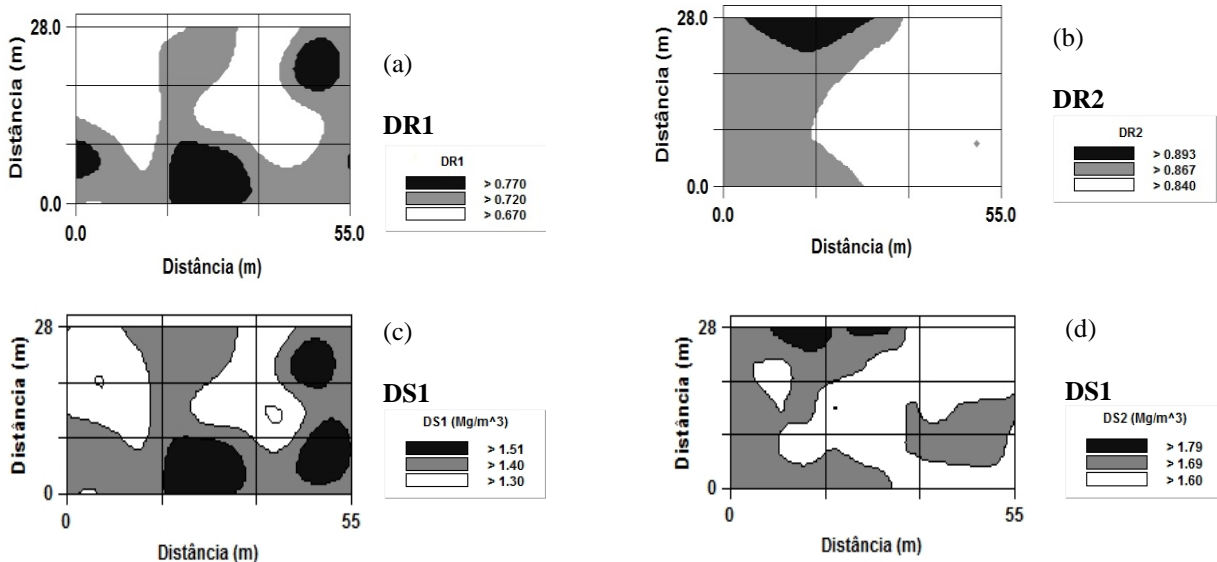 28.0
Distância (m)
0.0
0.0
55.0
Distância (m)
(a)
DR1
DR1
> 0.770
> 0.720
> 0.670
28.0
Distância (m)
0.0
0.0
55.0
Distância (m)
(b)
DR2
DR2
> 0.893
> 0.867
> 0.840
28
Distância (m)
0
0
55
Distância (m)
(c)
DS1
DS1 (Mg/m^3)
> 1.51
> 1.40
> 1.30
28
Distância (m)
0
0
55
Distância (m)
(d)
DS1
DS2 (Mg/m^3)
> 1.79
> 1.69
> 1.60